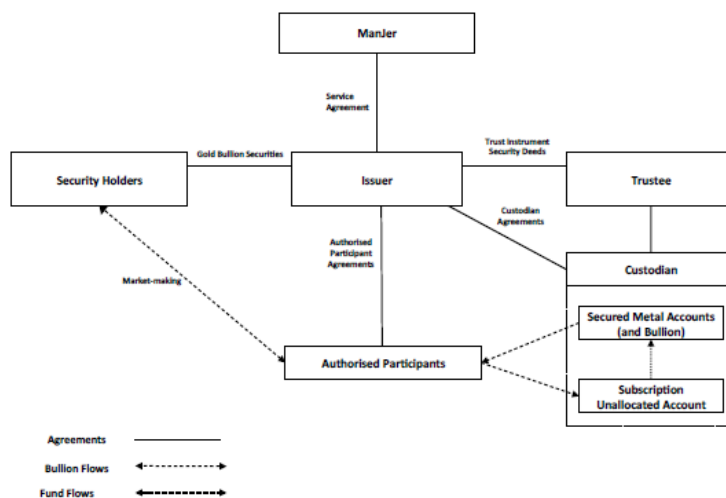 ManJer
Service
Agreement
Gold Bullion Securities
Trust Instrument
Security Deeds
Security Holders
Issuer
Trustee
Custodian
Agreements
Authorised
Participant
Agreements
Custodian
Market-making
Secured Metal Accounts
(and Bullion)
Authorised Participants
Subscription
Unallocated Account
Agreements
Bullion Flows
Fund Flows